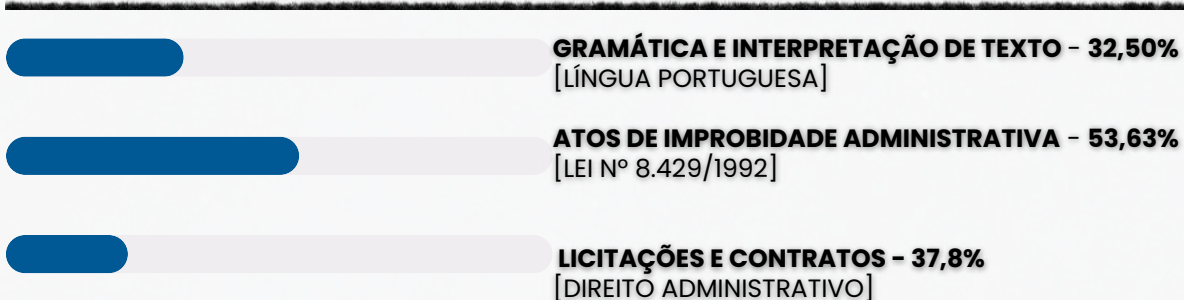 GRAMÁTICA E INTERPRETAÇÃO DE TEXTO - 32,50%
[LÍNGUA PORTUGUESA]
ATOS DE IMPROBIDADE ADMINISTRATIVA - 53,63%
[LEI Nº 8.429/1992]
LICITAÇÕES E CONTRATOS - 37,8%
[DIREITO ADMINISTRATIVO]